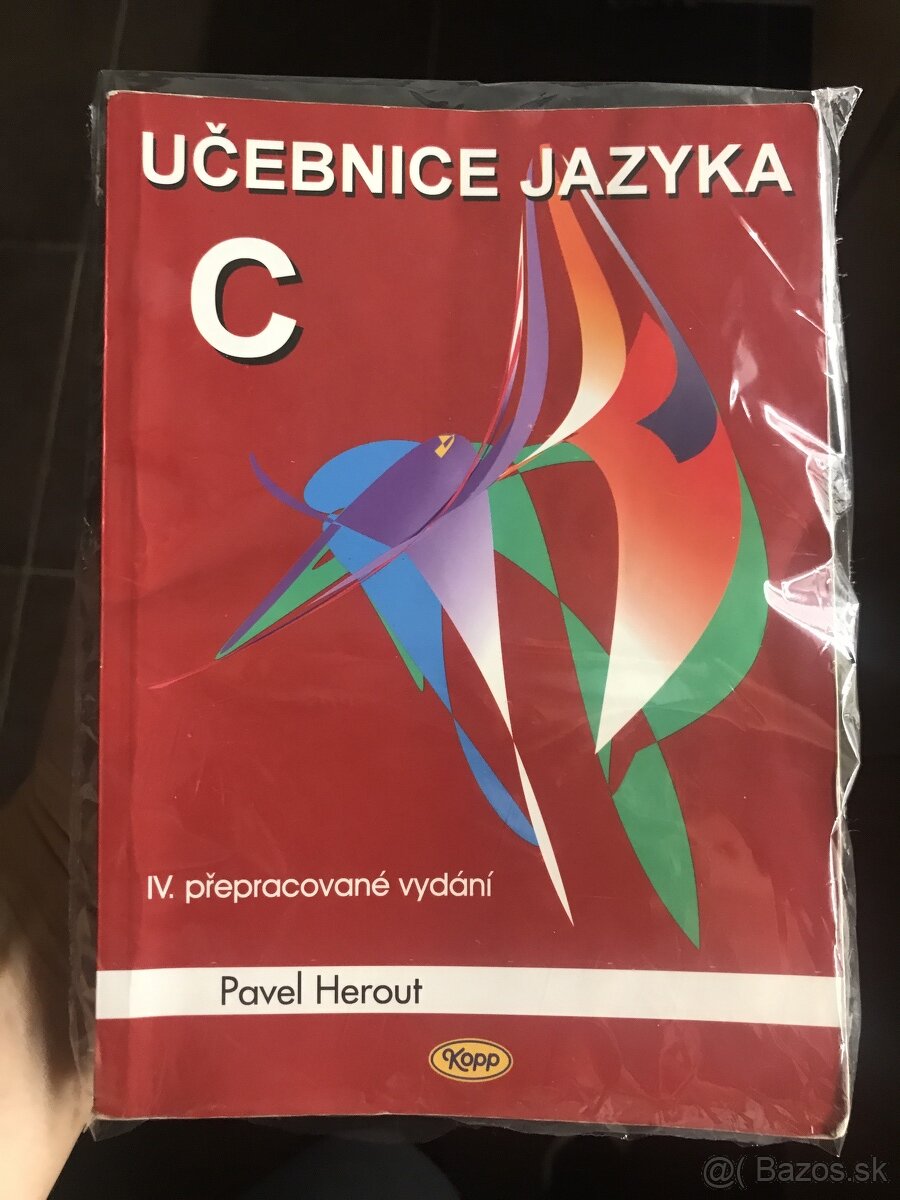 UČEBNICE JAZYKA
C
IV. přepracované vydání
Pavel Herout
Kopp
@( Bazos.sk